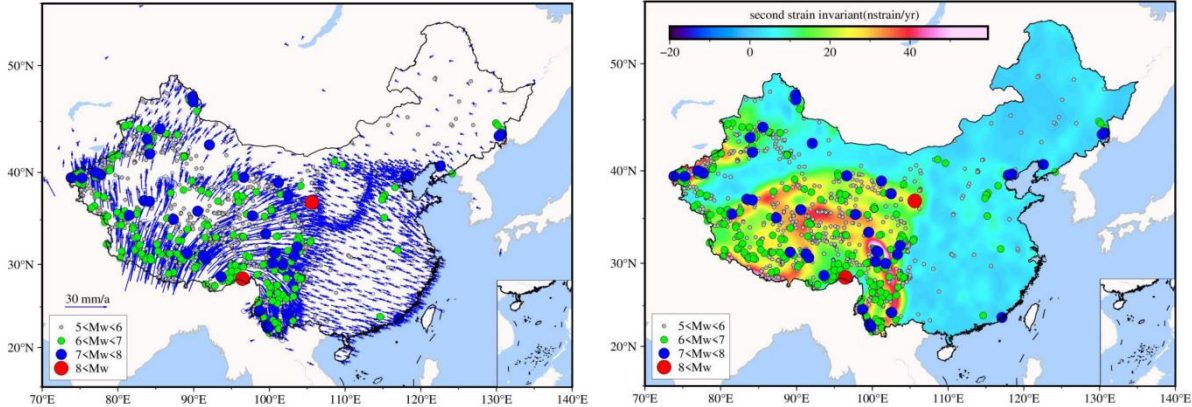 50°N
40°N
30°N
20°N
30 mm/a
5<Mw<6
6<Mw<7
7<Mw<8
8<Mw
70°E 80°E 90°E 100°E 110°E 120°E 130°E 140°E
second strain invariant(nstrain/yr)
−20 0 20 40
50°N
40°N
30°N
20°N
5<Mw<6
6<Mw<7
7<Mw<8
8<Mw
70°E 80°E 90°E 100°E 110°E 120°E 130°E 140°E